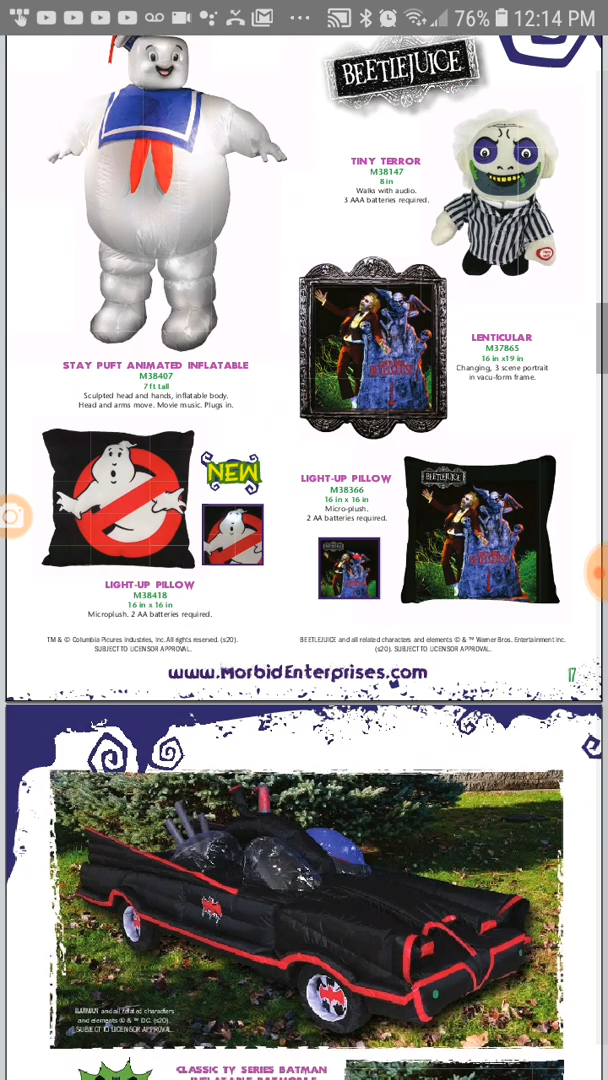 76% 12:14 PM
BEETLEJUICE
TINY TERROR
M38147
8 in
Walks with audio.
3 AAA batteries required.
LENTICULAR
M37865
16 in x19 in
Changing, 3 scene portrait
in vacu-form frame.
STAY PUFT ANIMATED INFLATABLE
M38407
7 ft tall
Sculpted head and hands, inflatable body.
Head and arms move. Movie music. Plugs in.
NEW
LIGHT-UP PILLOW
M38366
16 in x 16 in
Micro-plush.
2 AA batteries required.
BEETLEJUICE
LIGHT-UP PILLOW
M38418
16 in x 16 in
Microplush. 2 AA batteries required.
TM & © Columbia Picures Industries, Inc. All rights reserved. (s20).
SUBJECT TO LICENSOR APPROVAL.
BEETLEJUICE and all related characters and elements © & ™ Warner Bros. Entertainment Inc.
(s20). SUBJECT TO LICENSOR APPROVAL.
www.MorbidEnterprises.com
17
BATMAN and all related characters
and elements © & ™ DC. (s20)
SUBJECT TO LICENSOR APPROVAL
CLASSIC TV SERIES BATMAN
INFLATABLE BATMOBILE